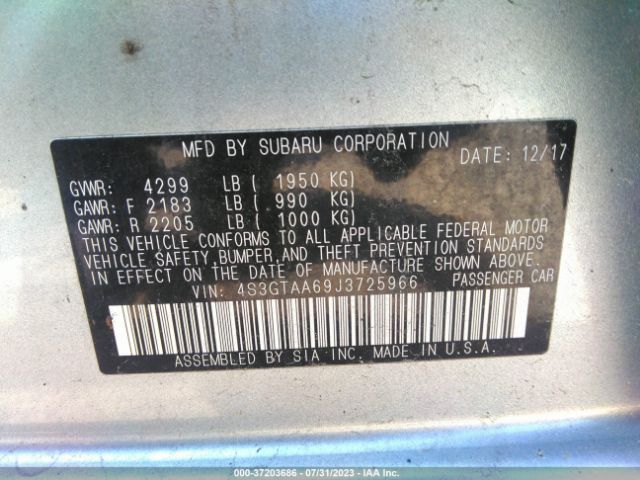 MFD BY SUBARU CORPORATION
DATE: 12/17
GVWR: 4299 LB ( 1950 KG)
GAWR: F 2183 LB ( 990 KG)
GAWR: R 2205 LB ( 1000 KG)
THIS VEHICLE CONFORMS TO ALL APPLICABLE FEDERAL MOTOR
VEHICLE SAFETY, BUMPER, AND THEFT PREVENTION STANDARDS
IN EFFECT ON THE DATE OF MANUFACTURE SHOWN ABOVE.
VIN: 4S3GTAA69J3725966 PASSENGER CAR
ASSEMBLED BY SIA INC. MADE IN U.S.A.
000-37203686 - 07/31/2023 - IAA Inc.